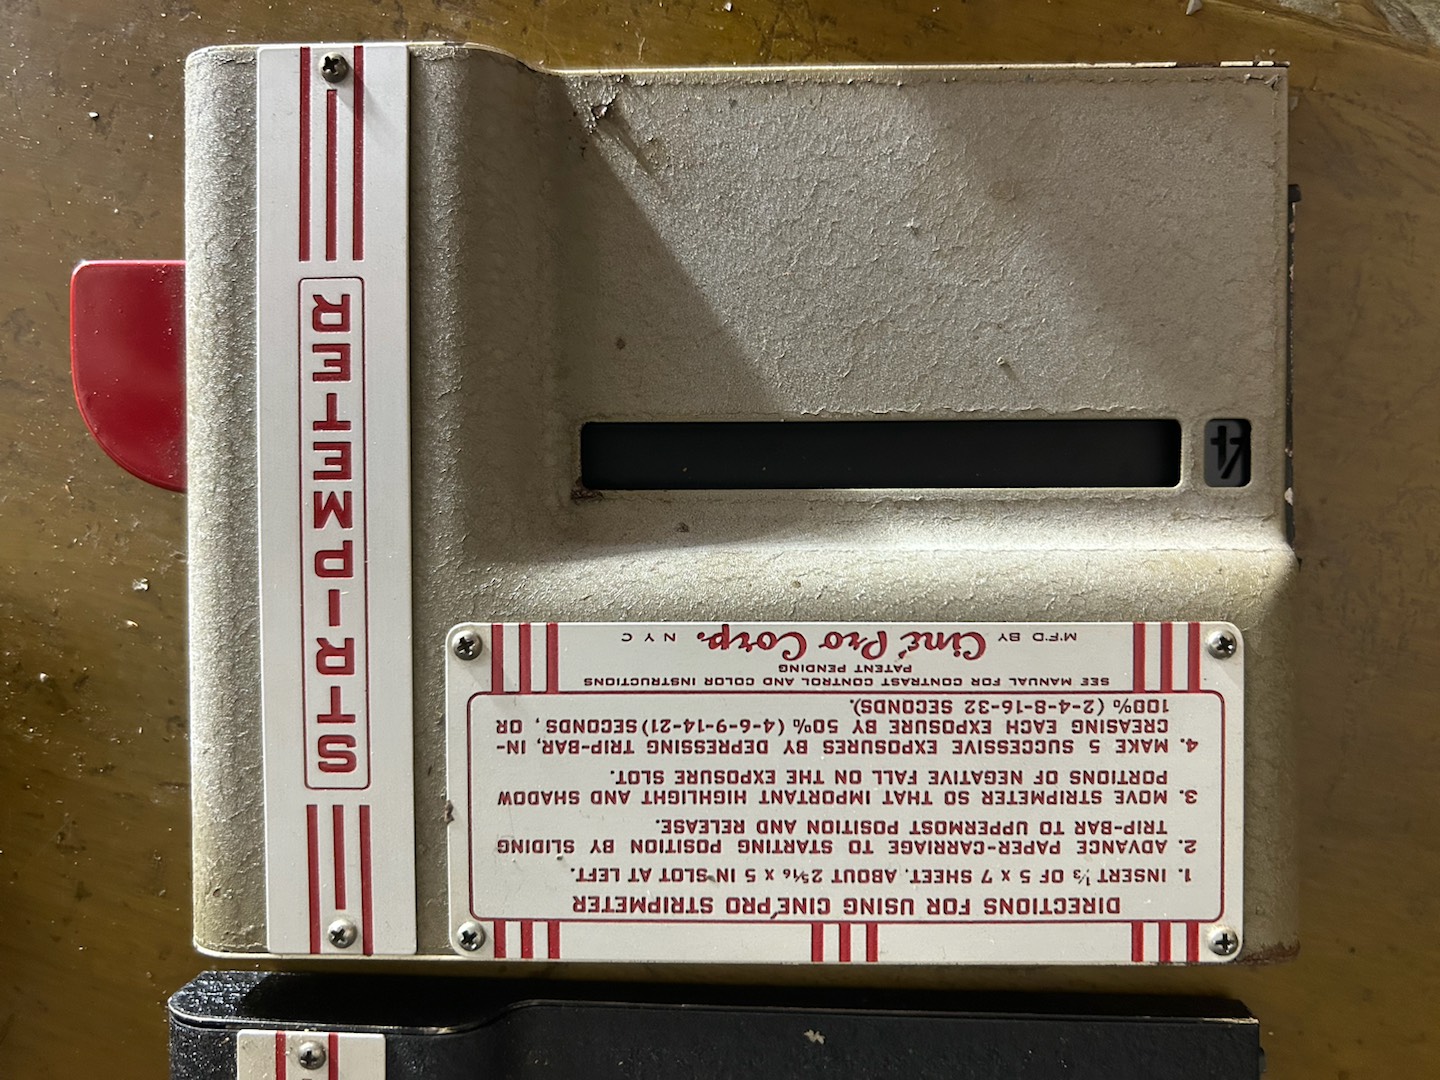 STRIPMETER
DIRECTIONS FOR USING CINÉ PRO STRIPMETER
1. INSERT ⅓ OF 5 x 7 SHEET, ABOUT 2 5/16 x 5 IN SLOT AT LEFT.
2. ADVANCE PAPER-CARRIAGE TO STARTING POSITION BY SLIDING
TRIP-BAR TO UPPERMOST POSITION AND RELEASE.
3. MOVE STRIPMETER SO THAT IMPORTANT HIGHLIGHT AND SHADOW
PORTIONS OF NEGATIVE FALL ON THE EXPOSURE SLOT.
4. MAKE 5 SUCCESSIVE EXPOSURES BY DEPRESSING TRIP-BAR, IN-
CREASING EACH EXPOSURE BY 50% (4-6-9-14-21) SECONDS, OR
100% (2-4-8-16-32 SECONDS).
SEE MANUAL FOR CONTRAST CONTROL AND COLOR INSTRUCTIONS
PATENT PENDING
M'F'D BY Ciné Pro Corp. N Y C